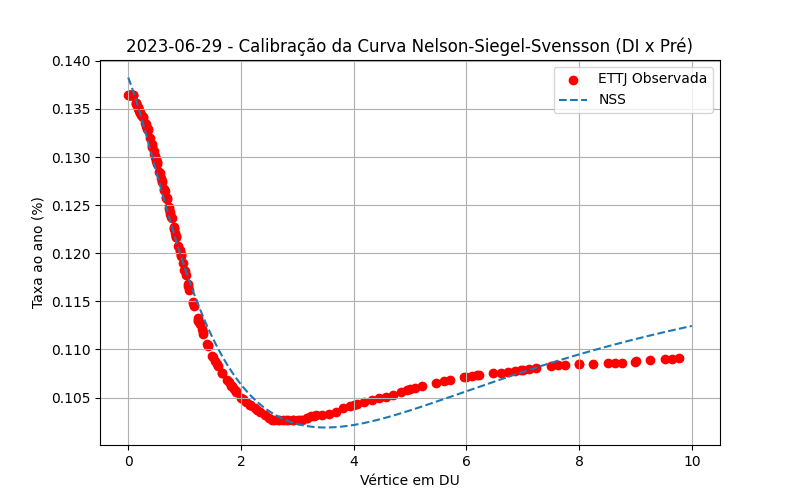 2023-06-29 - Calibração da Curva Nelson-Siegel-Svensson (DI x Pré)
ETTJ Observada
NSS
Taxa ao ano (%)
0.140
0.135
0.130
0.125
0.120
0.115
0.110
0.105
0
2
4
6
8
10
Vértice em DU